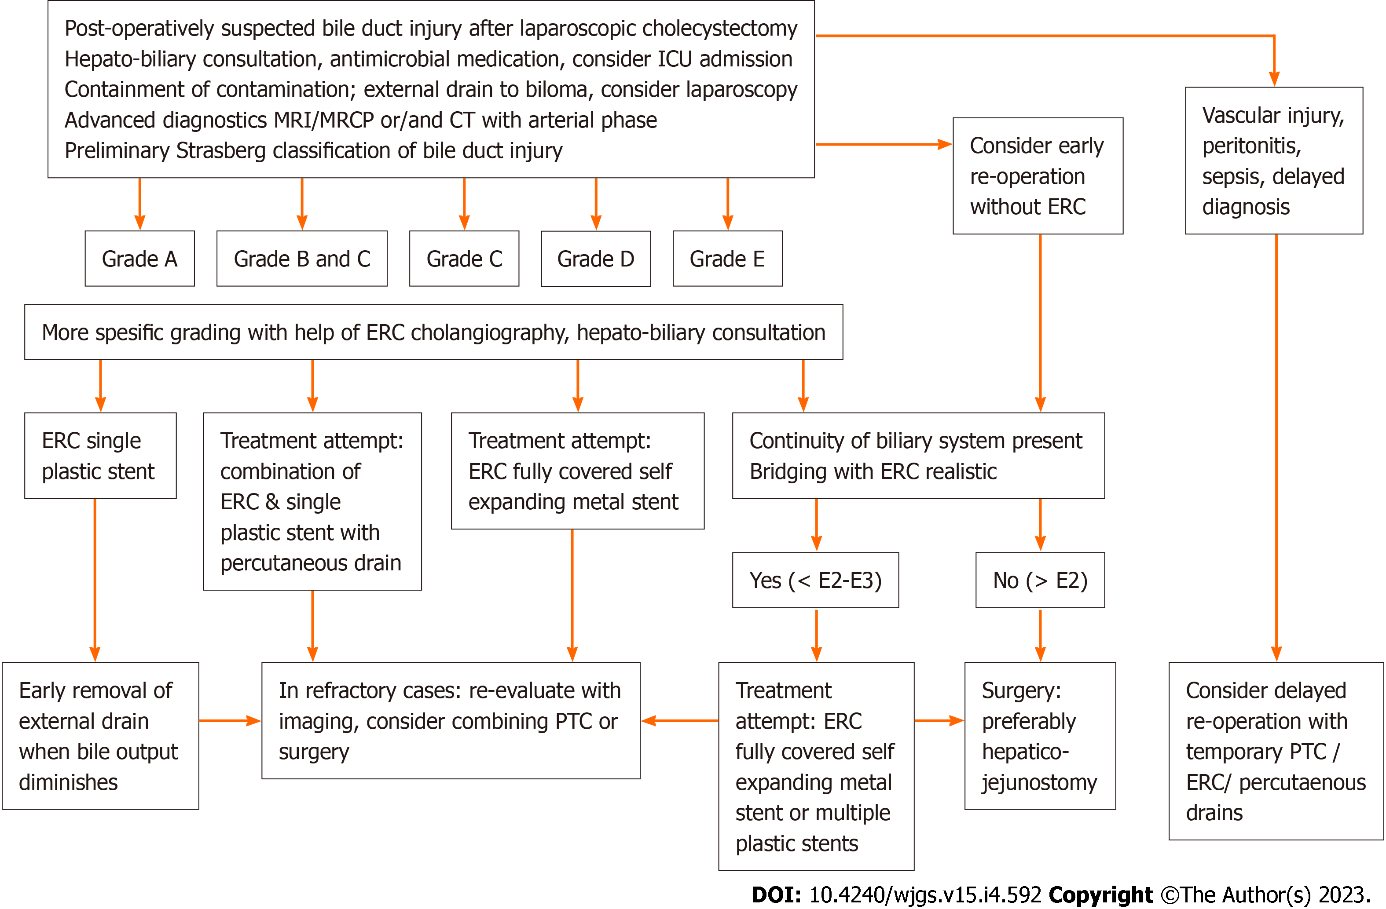 Post-operatively suspected bile duct injury after laparoscopic cholecystectomy
Hepato-biliary consultation, antimicrobial medication, consider ICU admission
Containment of contamination; external drain to biloma, consider laparoscopy
Advanced diagnostics MRI/MRCP or/and CT with arterial phase
Preliminary Strasberg classification of bile duct injury
Consider early
re-operation
without ERC
Vascular injury,
peritonitis,
sepsis, delayed
diagnosis
Grade A
Grade B and C
Grade C
Grade D
Grade E
More spesific grading with help of ERC cholangiography, hepato-biliary consultation
ERC single
plastic stent
Treatment attempt:
combination of
ERC & single
plastic stent with
percutaneous drain
Treatment attempt:
ERC fully covered self
expanding metal stent
Continuity of biliary system present
Bridging with ERC realistic
Yes (< E2-E3)
No (> E2)
Early removal of
external drain
when bile output
diminishes
In refractory cases: re-evaluate with
imaging, consider combining PTC or
surgery
Treatment
attempt: ERC
fully covered self
expanding metal
stent or multiple
plastic stents
Surgery:
preferably
hepatico-
jejunostomy
Consider delayed
re-operation with
temporary PTC /
ERC/ percutaenous
drains
DOI: 10.4240/wjgs.v15.i4.592 Copyright ©The Author(s) 2023.